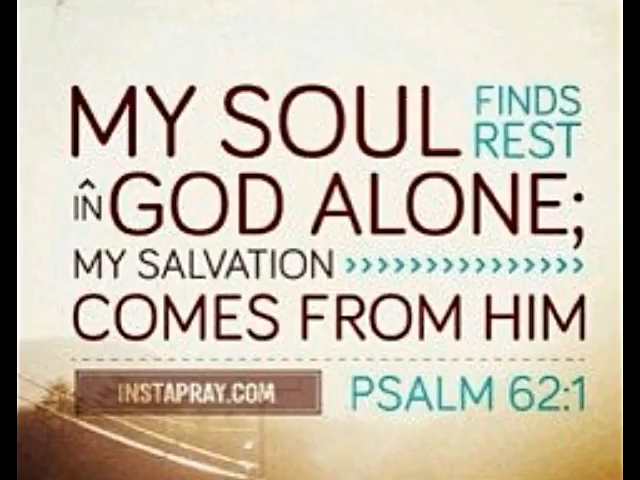 MY SOUL FINDS REST
IN GOD ALONE;
MY SALVATION >>>>>>>>>>>>>>>
COMES FROM HIM
INSTAPRAY.COM PSALM 62:1